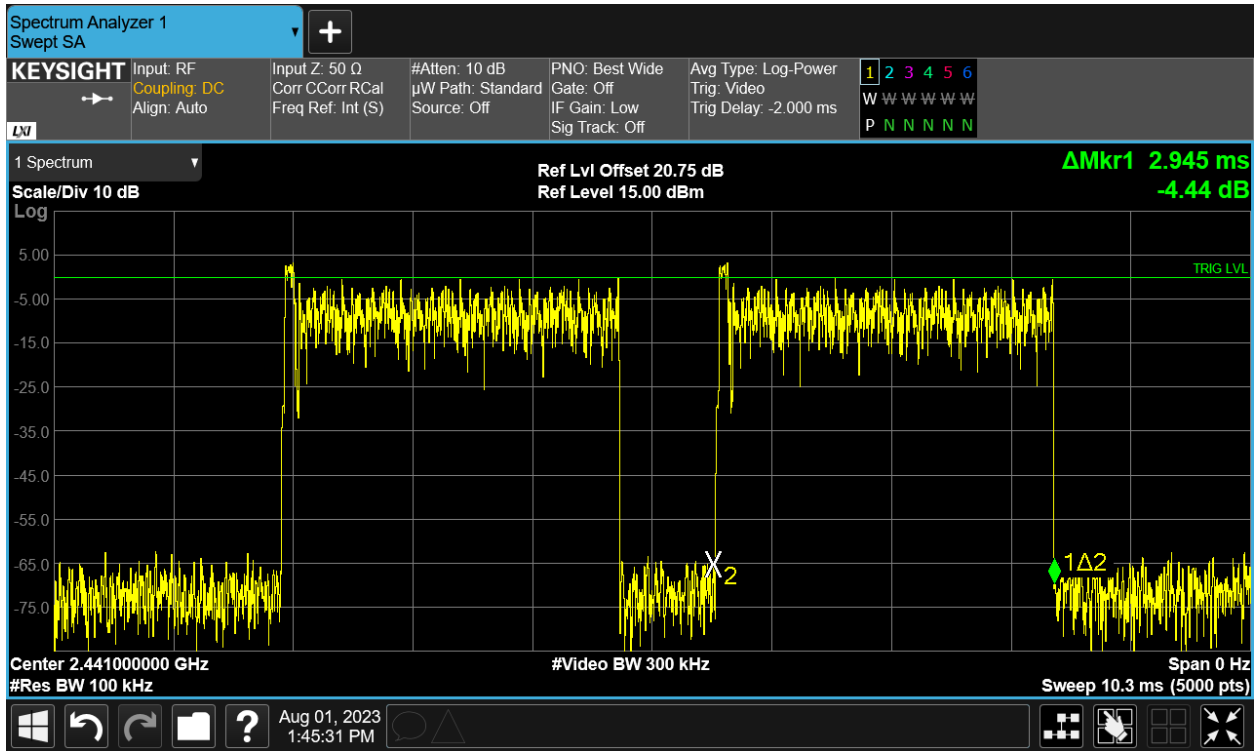 Spectrum Analyzer 1
Swept SA
+
KEYSIGHT
LXI
Input: RF
Coupling: DC
Align: Auto
Input Z: 50 Ω
Corr CCorr RCal
Freq Ref: Int (S)
#Atten: 10 dB
µW Path: Standard
Source: Off
PNO: Best Wide
Gate: Off
IF Gain: Low
Sig Track: Off
Avg Type: Log-Power
Trig: Video
Trig Delay: -2.000 ms
1 2 3 4 5 6
W W W W W W
P N N N N N
1 Spectrum
Scale/Div 10 dB
Log
Ref Lvl Offset 20.75 dB
Ref Level 15.00 dBm
ΔMkr1 2.945 ms
-4.44 dB
5.00
TRIG LVL
-5.00
-15.0
-25.0
-35.0
-45.0
-55.0
-65.0
X2
1Δ2
-75.0
Center 2.441000000 GHz
#Video BW 300 kHz
Span 0 Hz
#Res BW 100 kHz
Sweep 10.3 ms (5000 pts)
?
Aug 01, 2023
1:45:31 PM